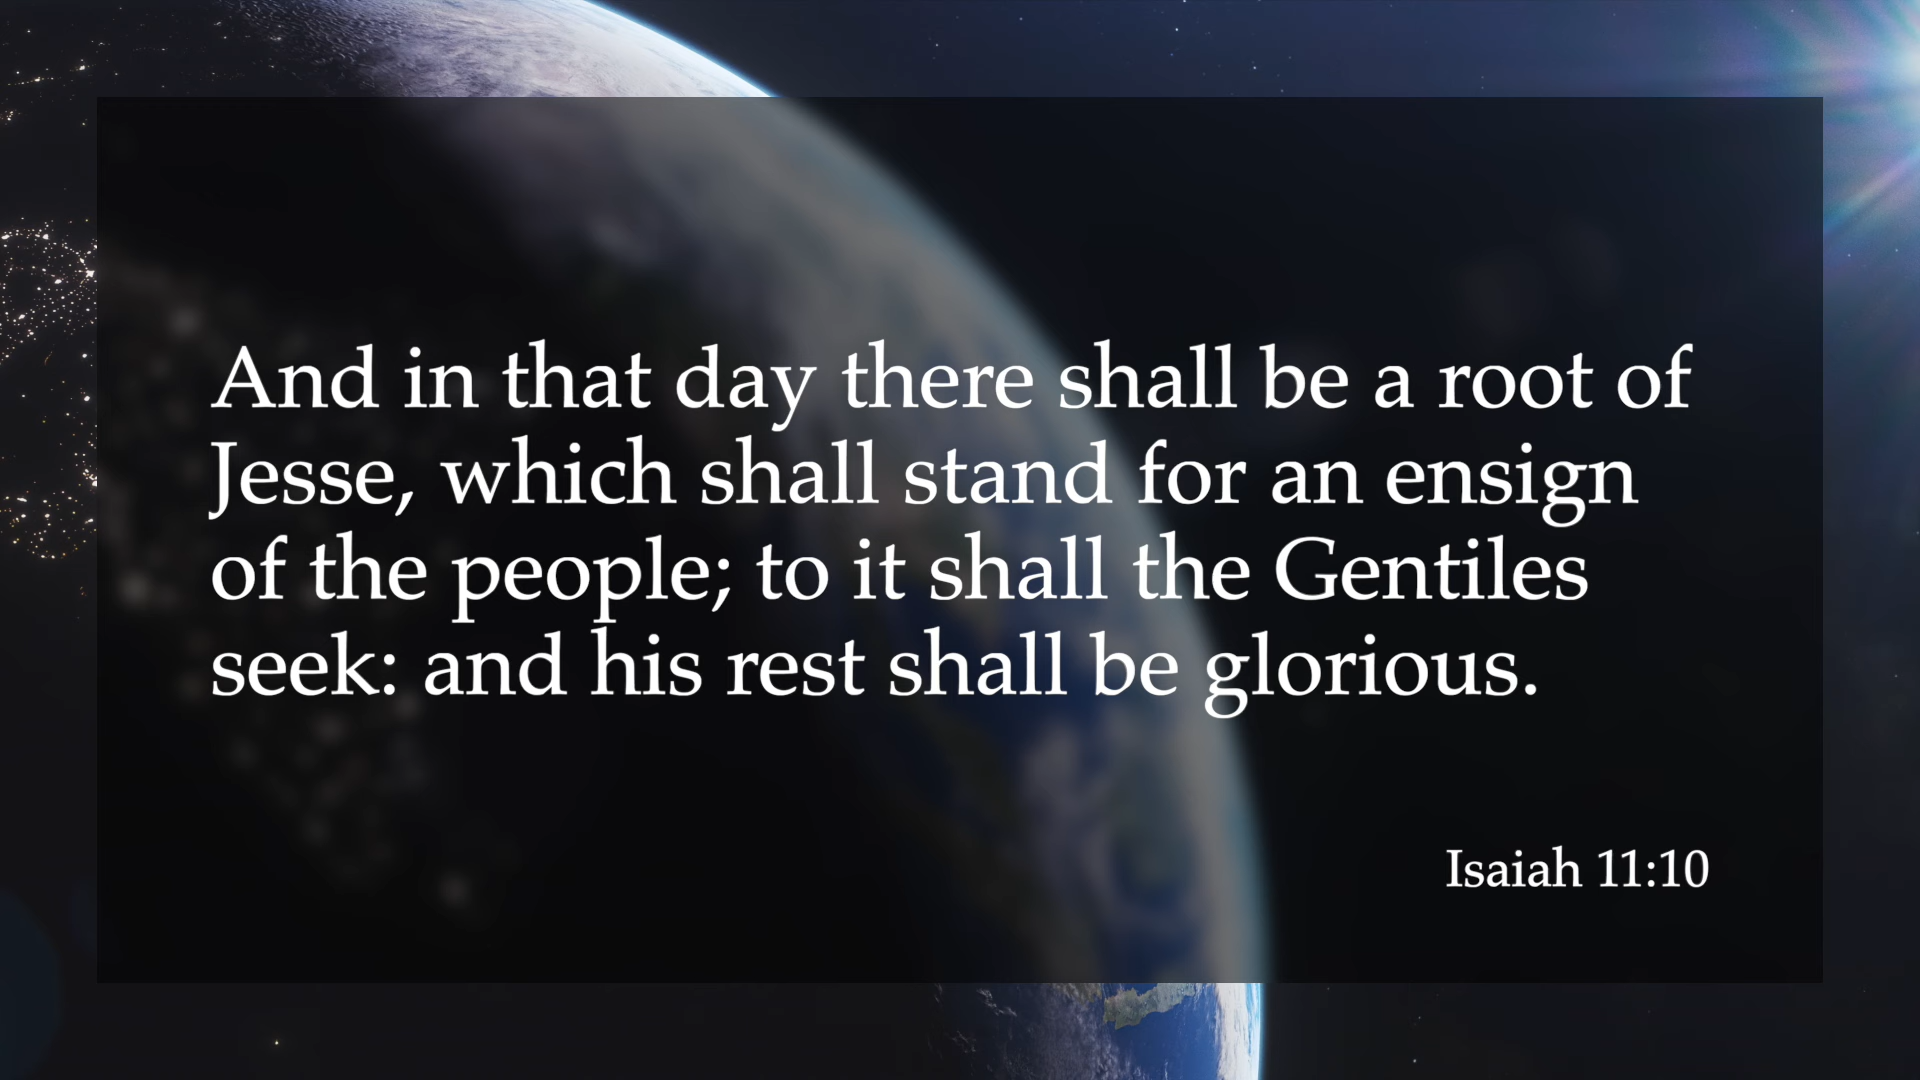 And in that day there shall be a root of
Jesse, which shall stand for an ensign
of the people; to it shall the Gentiles
seek: and his rest shall be glorious.
Isaiah 11:10